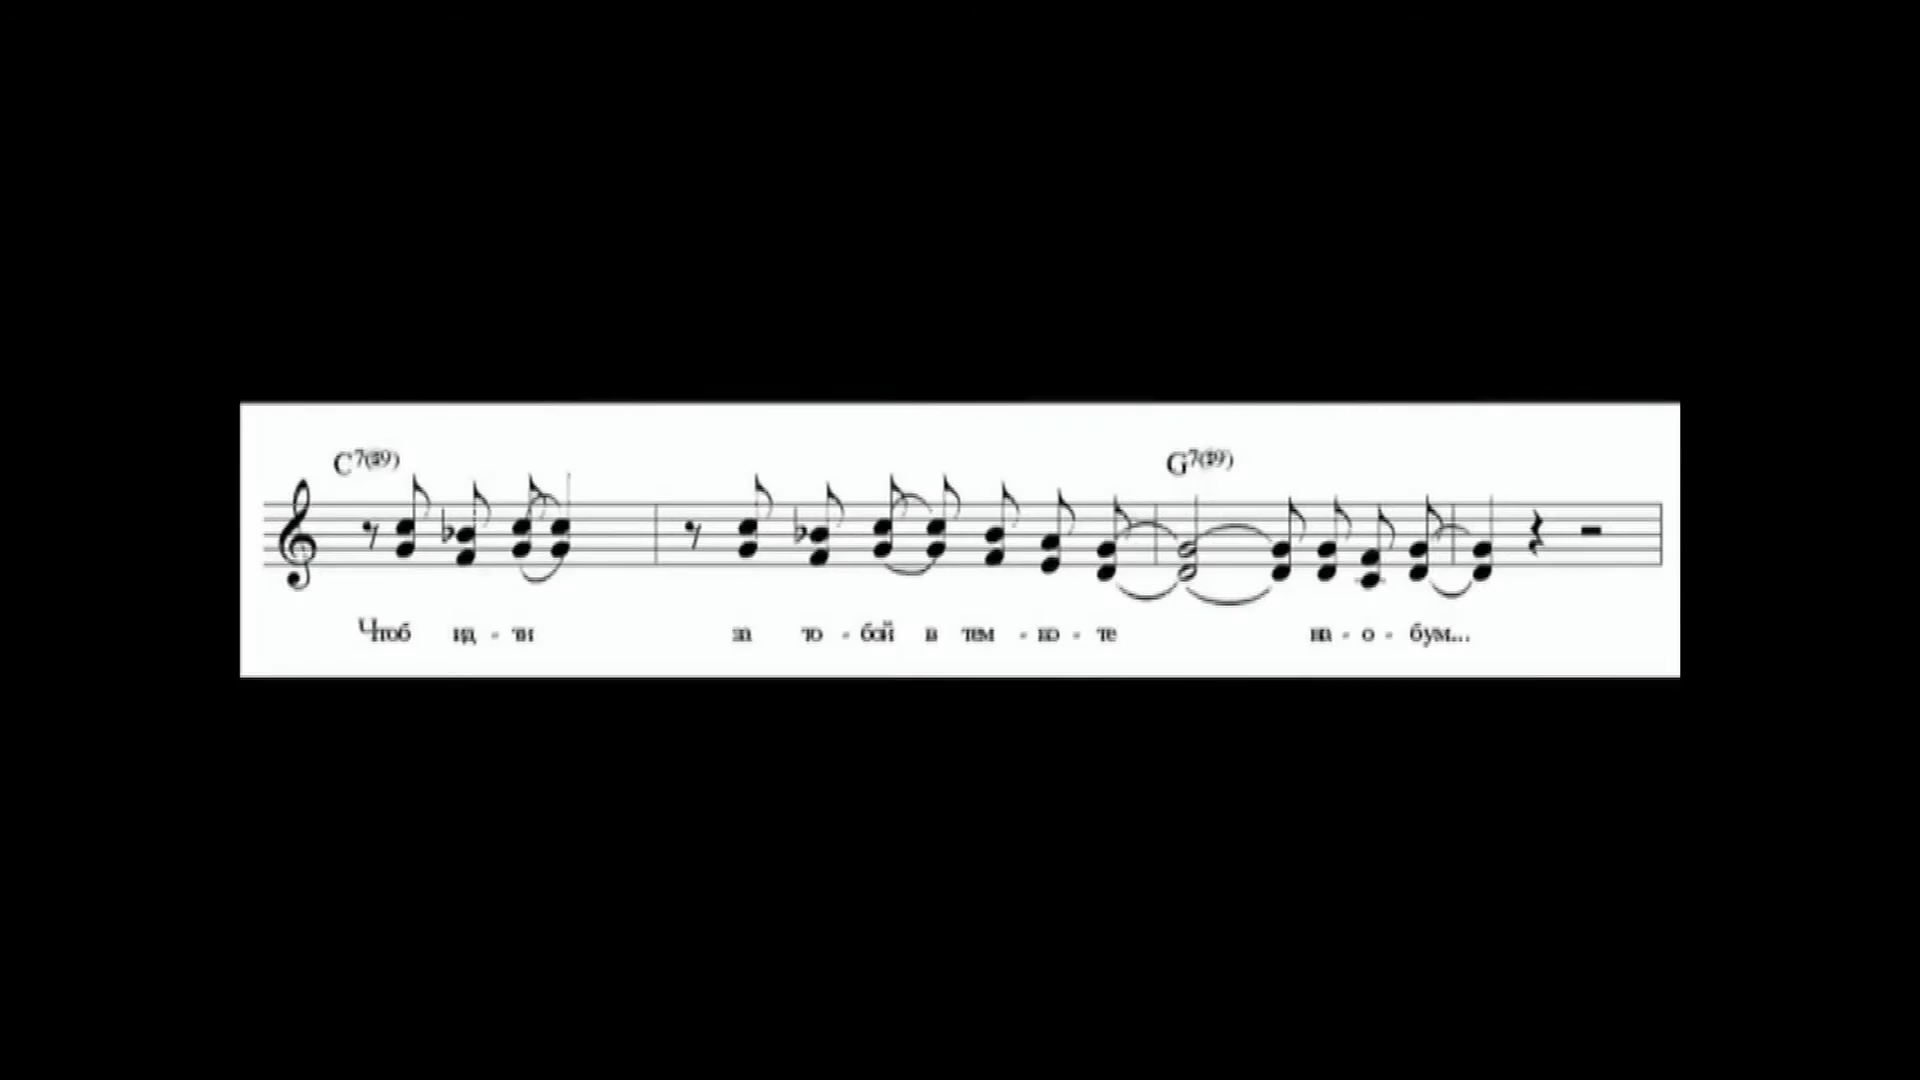 C7(#9) G7(#9)
Чтоб ид - ти за то - бой в тем - но - те на - о - бум...